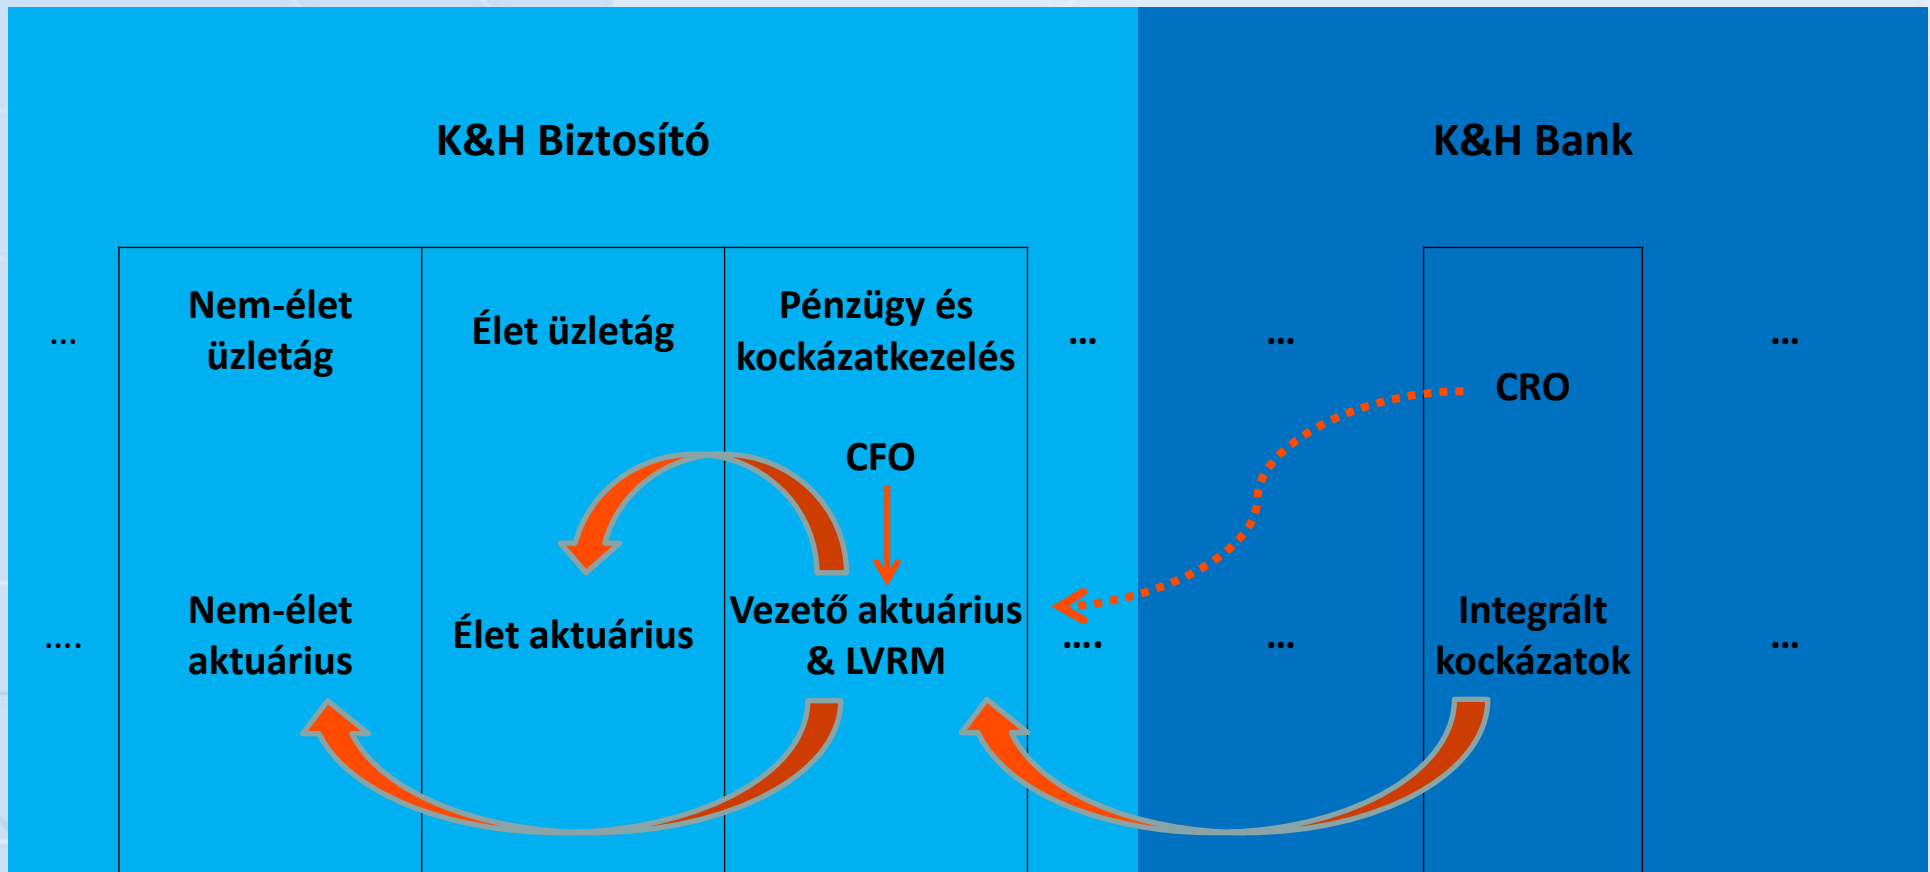 K&H Biztosító
K&H Bank
...
Nem-élet
üzletág
Élet üzletág
Pénzügy és
kockázatkezelés
...
...
CRO
...
CFO
....
Nem-élet
aktuárius
Élet aktuárius
Vezető aktuárius
& LVRM
....
...
Integrált
kockázatok
...